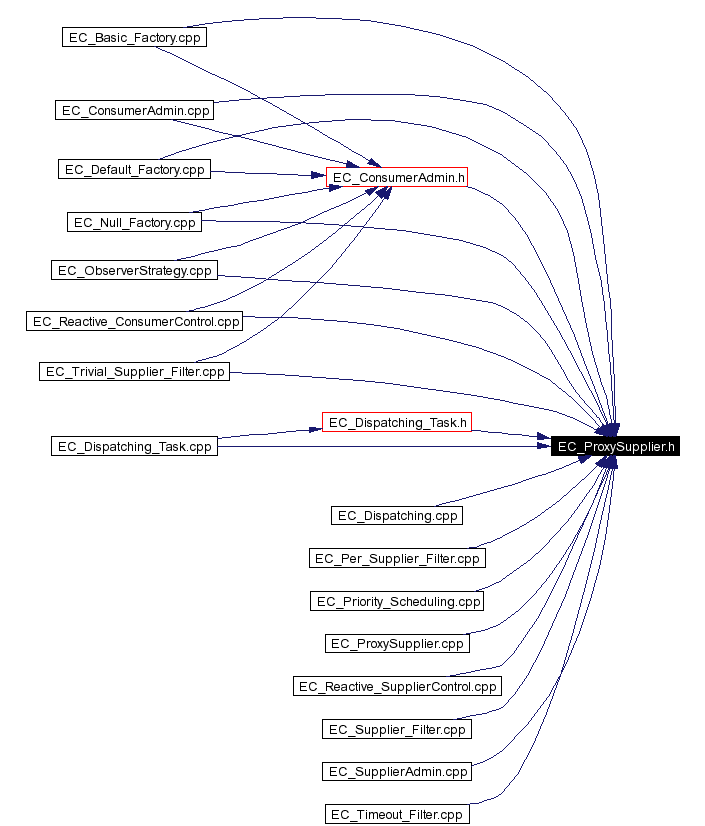 EC_Basic_Factory.cpp
EC_ConsumerAdmin.cpp
EC_Default_Factory.cpp
EC_ConsumerAdmin.h
EC_Null_Factory.cpp
EC_ObserverStrategy.cpp
EC_Reactive_ConsumerControl.cpp
EC_Trivial_Supplier_Filter.cpp
EC_Dispatching_Task.h
EC_Dispatching_Task.cpp
EC_ProxySupplier.h
EC_Dispatching.cpp
EC_Per_Supplier_Filter.cpp
EC_Priority_Scheduling.cpp
EC_ProxySupplier.cpp
EC_Reactive_SupplierControl.cpp
EC_Supplier_Filter.cpp
EC_SupplierAdmin.cpp
EC_Timeout_Filter.cpp